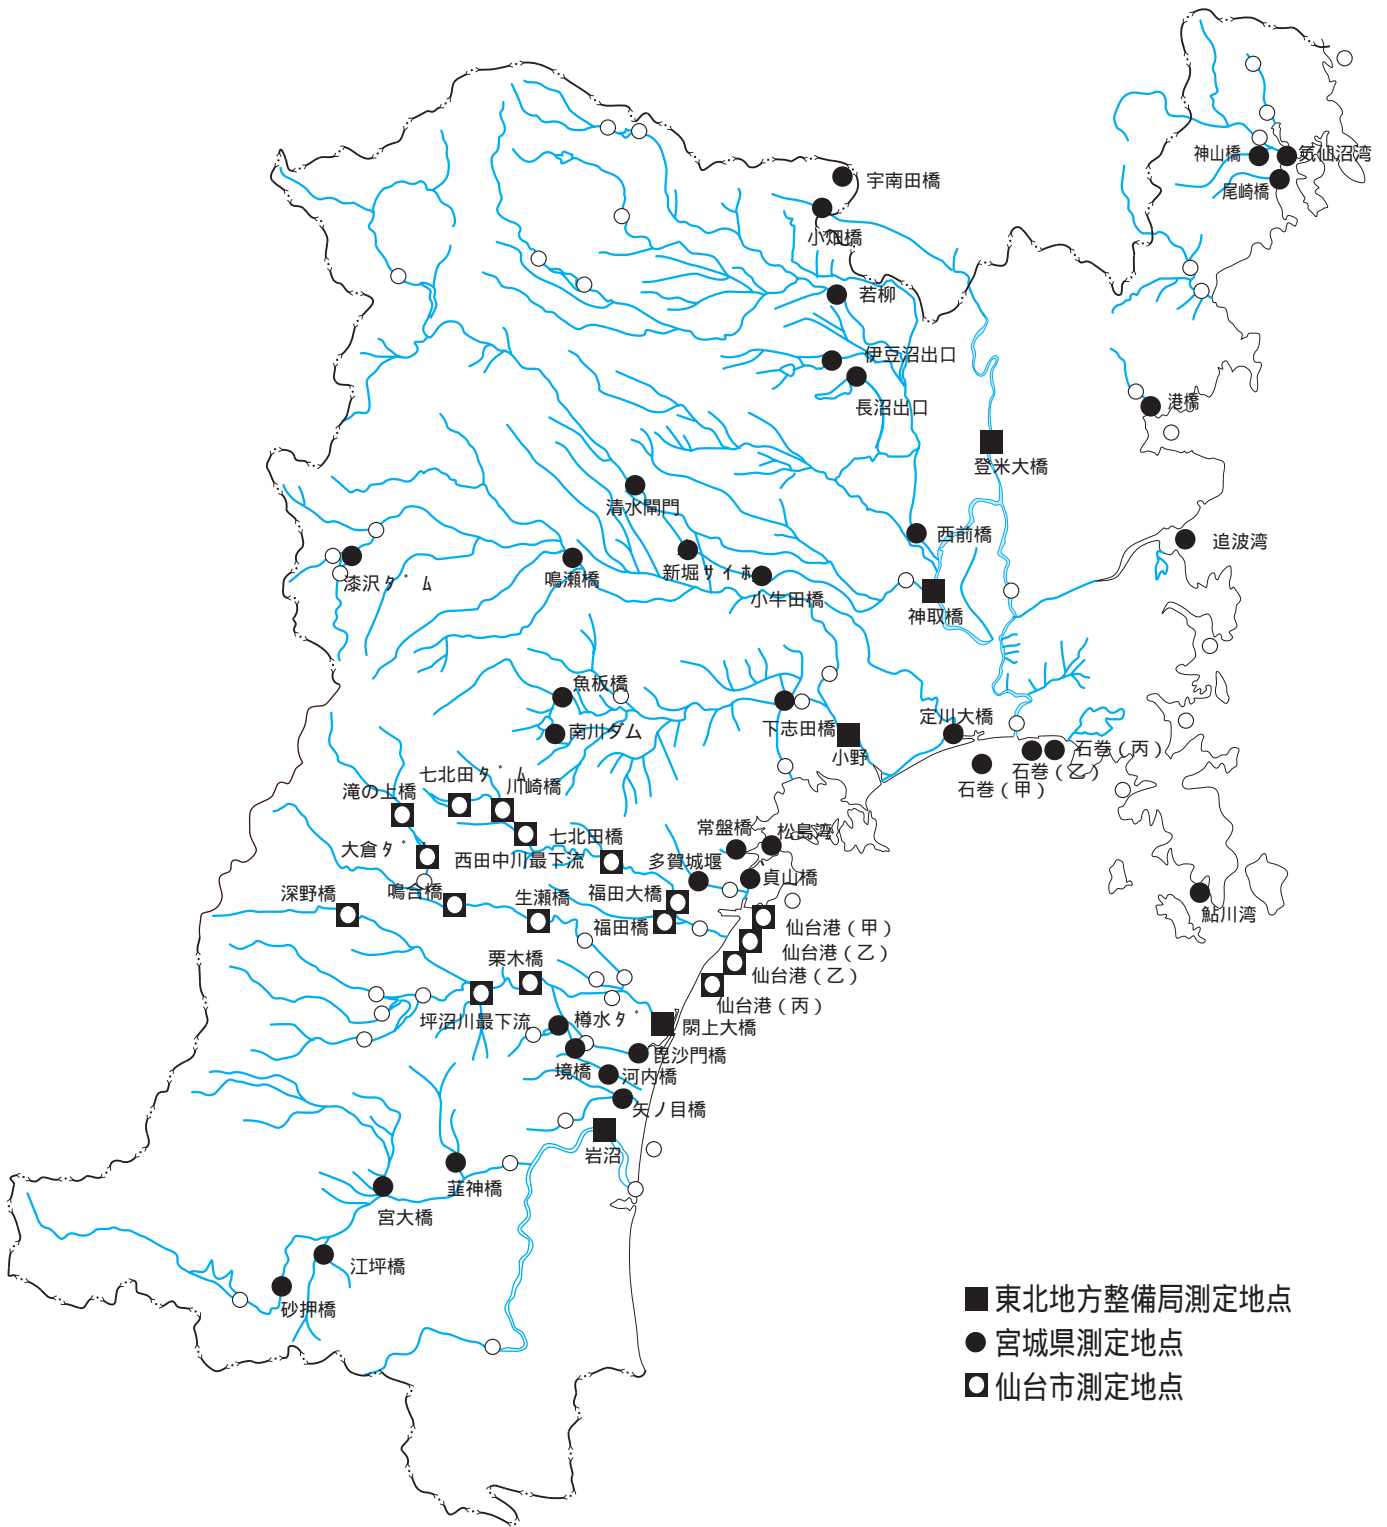 神山橋
気仙沼湾
尾崎橋
宇南田橋
小畑橋
若柳
伊豆沼出口
長沼出口
港橋
登米大橋
清水閘門
西前橋
追波湾
新堀サイホ
漆沢ダム
鳴瀬橋
小牛田橋
神取橋
魚板橋
南川ダム
下志田橋
定川大橋
小野
石巻（丙）
石巻（乙）
石巻（甲）
七北田ダム
川崎橋
滝の上橋
七北田橋
常盤橋
松島湾
大倉ダ
西田中川最下流
多賀城堰
貞山橋
深野橋
鳴合橋
生瀬橋
福田大橋
福田橋
仙台港（甲）
鮎川湾
仙台港（乙）
栗木橋
仙台港（乙）
仙台港（丙）
坪沼川最下流
樽水ダ
閖上大橋
毘沙門橋
境橋
河内橋
矢ノ目橋
岩沼
韮神橋
宮大橋
江坪橋
砂押橋
東北地方整備局測定地点
宮城県測定地点
仙台市測定地点